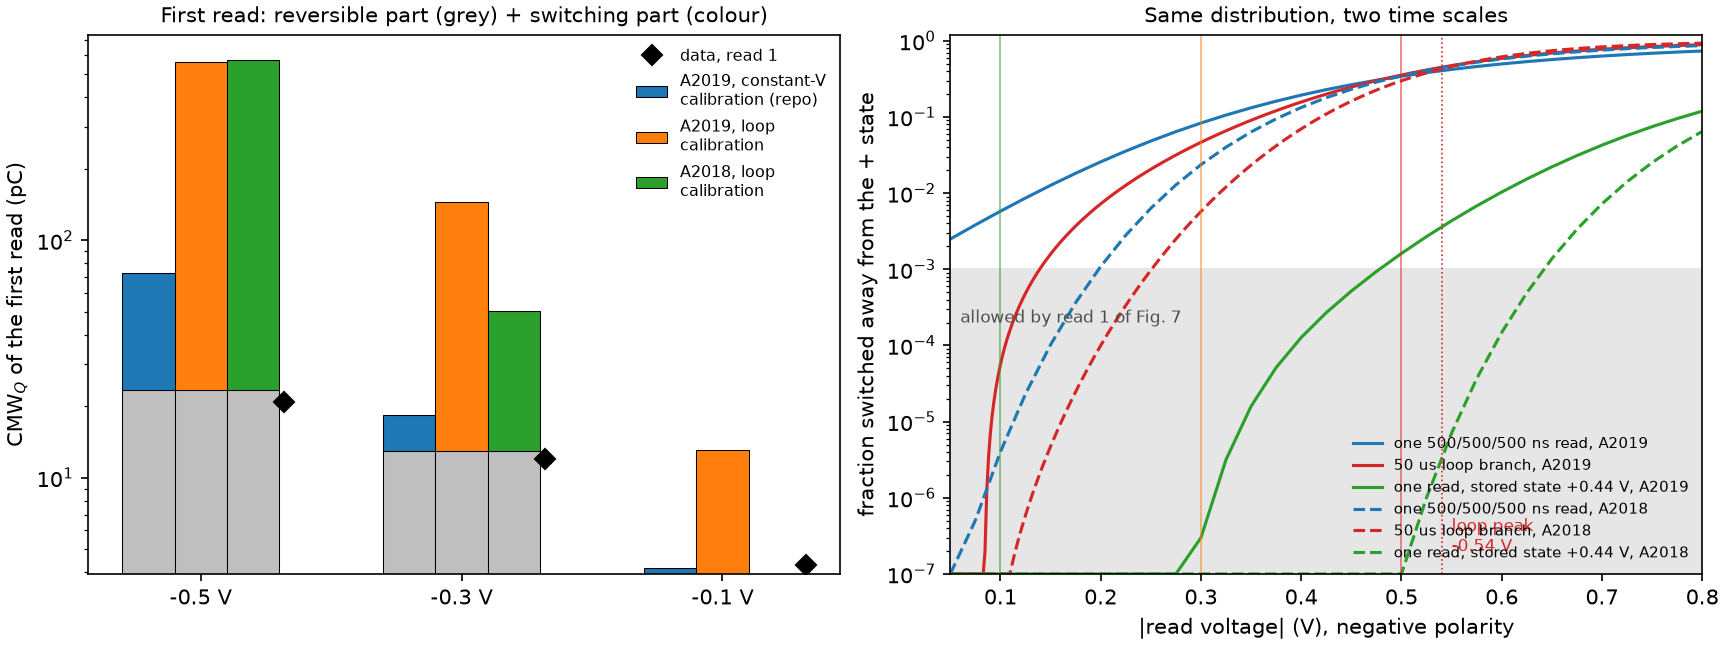 First read: reversible part (grey) + switching part (colour)
CMW_Q of the first read (pC)
10²
10¹
-0.5 V
-0.3 V
-0.1 V
data, read 1
A2019, constant-V
calibration (repo)
A2019, loop
calibration
A2018, loop
calibration
Same distribution, two time scales
fraction switched away from the + state
10⁰
10⁻¹
10⁻²
10⁻³
10⁻⁴
10⁻⁵
10⁻⁶
10⁻⁷
allowed by read 1 of Fig. 7
one 500/500/500 ns read, A2019
50 us loop branch, A2019
one read, stored state +0.44 V, A2019
one 500/500/500 ns read, A2018
50 us loop branch, A2018
one read, stored state +0.44 V, A2018
loop peak
-0.54 V
0.1
0.2
0.3
0.4
0.5
0.6
0.7
0.8
|read voltage| (V), negative polarity